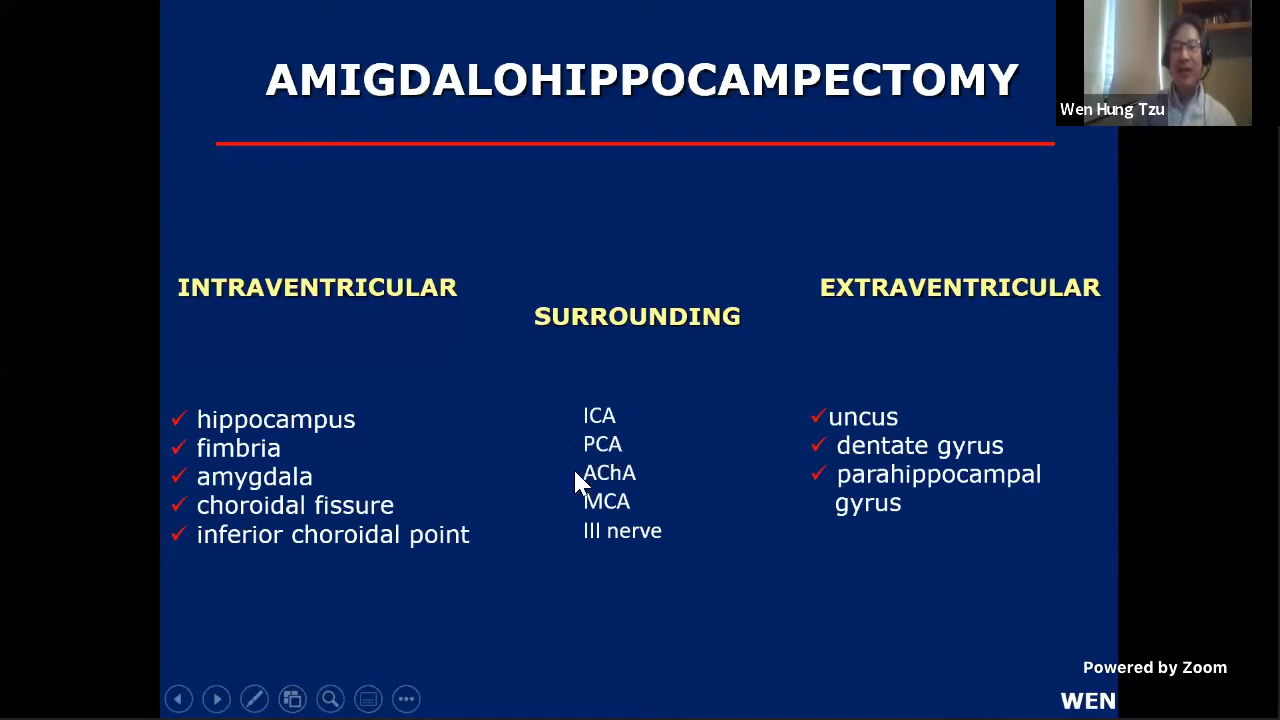 AMIGDALOHIPPOCAMPECTOMY
Wen Hung Tzu
INTRAVENTRICULAR
hippocampus
fimbria
amygdala
choroidal fissure
inferior choroidal point
SURROUNDING
ICA
PCA
AChA
MCA
III nerve
EXTRAVENTRICULAR
uncus
dentate gyrus
parahippocampal
gyrus
Powered by Zoom
WEN